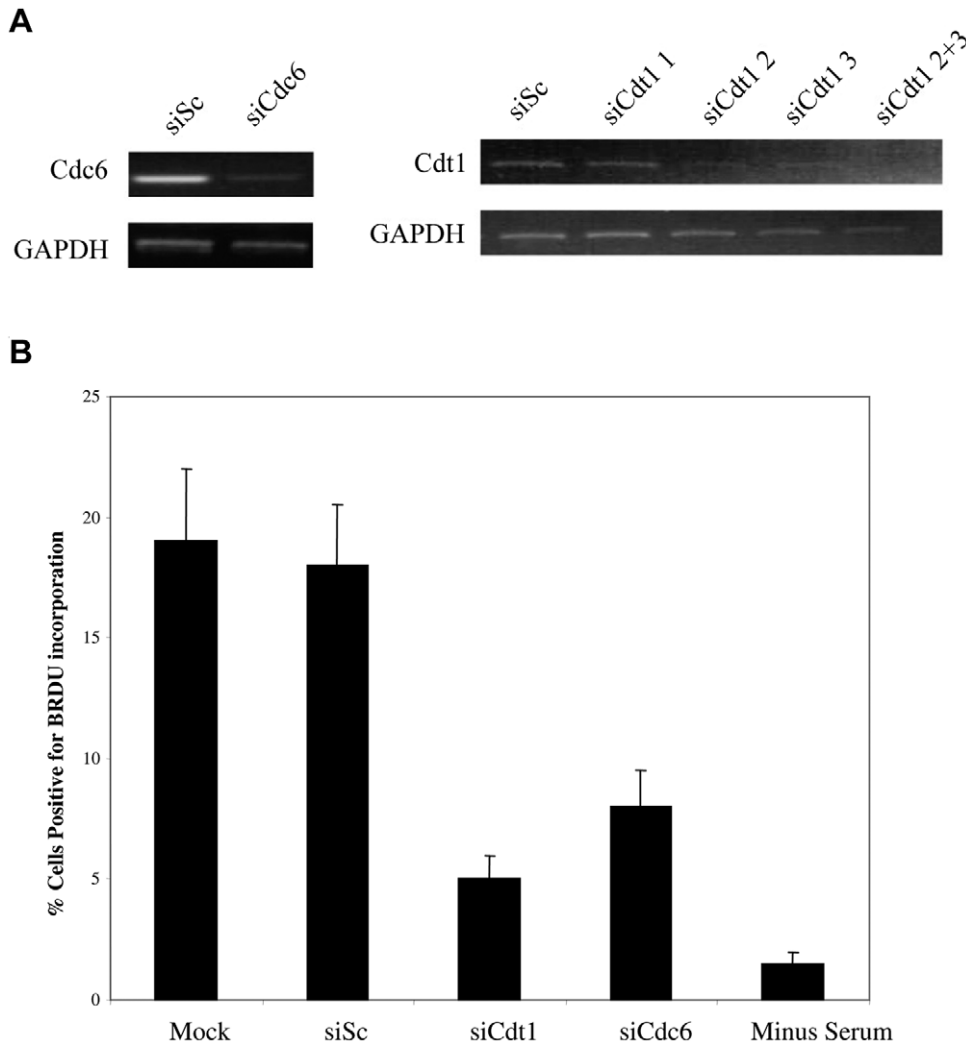 A
siSc
siCdc6
Cdc6
GAPDH
siSc
siCdt1 1
siCdt1 2
siCdt1 3
siCdt1 2+3
Cdt1
GAPDH
B
% Cells Positive for BRDU incorporation
25
20
15
10
5
0
Mock
siSc
siCdt1
siCdc6
Minus Serum